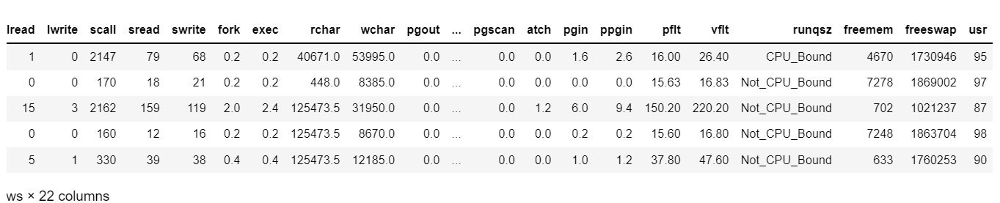 lread lwrite scall sread swrite fork exec rchar wchar pgout ... pgscan atch pgin ppgin pflt vflt runqsz freemem freeswap usr
1 0 2147 79 68 0.2 0.2 40671.0 53995.0 0.0 ... 0.0 0.0 1.6 2.6 16.00 26.40 CPU_Bound 4670 1730946 95
0 0 170 18 21 0.2 0.2 448.0 8385.0 0.0 ... 0.0 0.0 0.0 0.0 15.63 16.83 Not_CPU_Bound 7278 1869002 97
15 3 2162 159 119 2.0 2.4 125473.5 31950.0 0.0 ... 0.0 1.2 6.0 9.4 150.20 220.20 Not_CPU_Bound 702 1021237 87
0 0 160 12 16 0.2 0.2 125473.5 8670.0 0.0 ... 0.0 0.0 0.2 0.2 15.60 16.80 Not_CPU_Bound 7248 1863704 98
5 1 330 39 38 0.4 0.4 125473.5 12185.0 0.0 ... 0.0 0.0 1.0 1.2 37.80 47.60 Not_CPU_Bound 633 1760253 90
ws × 22 columns